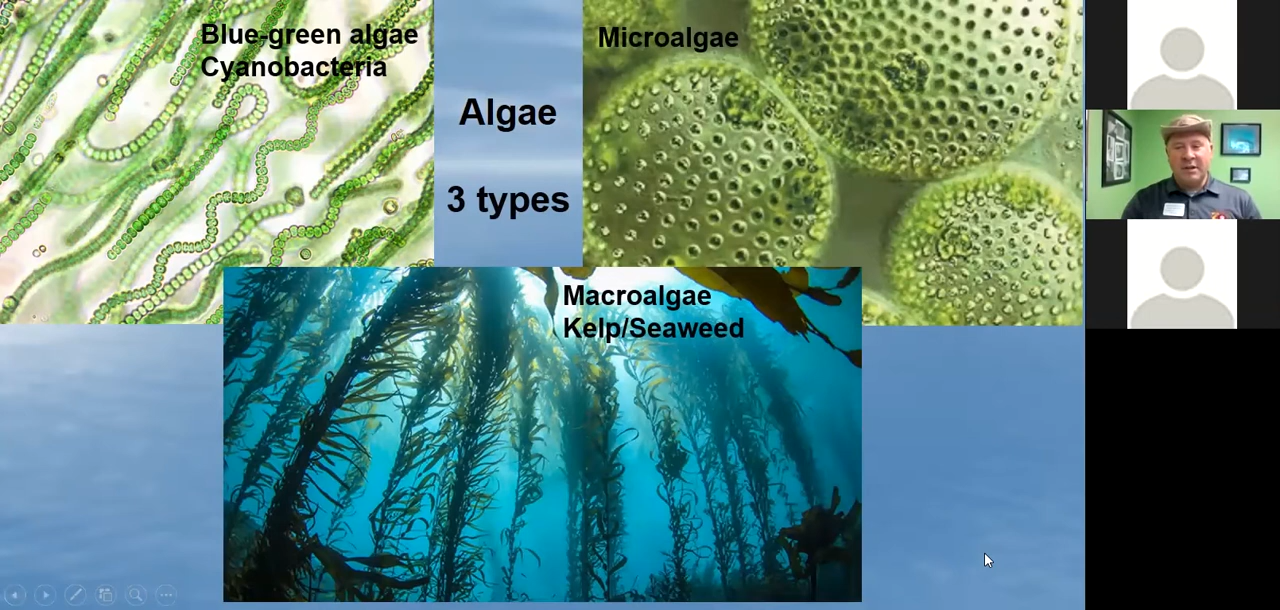 Blue-green algae
Cyanobacteria
Algae
3 types
Microalgae
Macroalgae
Kelp/Seaweed